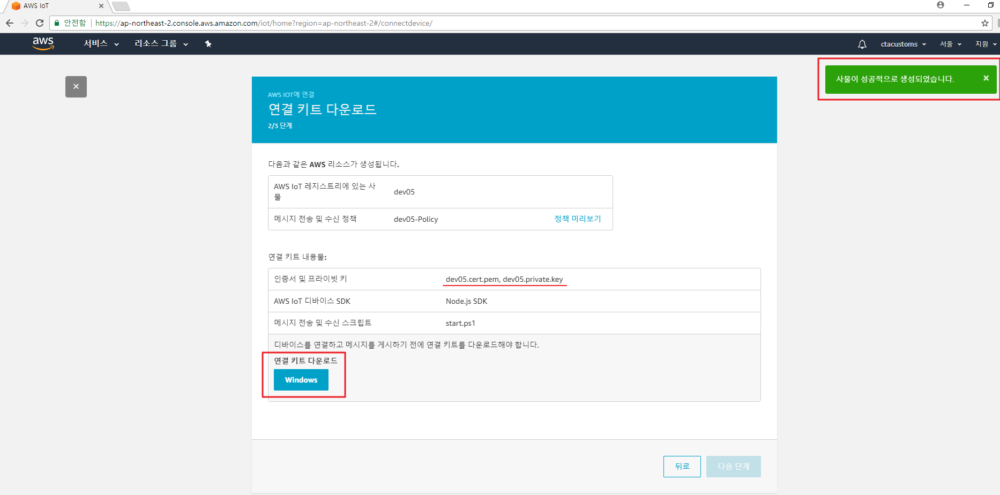 AWS IoT
안전함
https://ap-northeast-2.console.aws.amazon.com/iot/home?region=ap-northeast-2#/connectdevice/
aws 서비스 리소스 그룹 ctacustoms 서울 지원
사물이 성공적으로 생성되었습니다.
AWS IOT에 연결
연결 키트 다운로드
2/3 단계
다음과 같은 AWS 리소스가 생성됩니다.
AWS IoT 레지스트리에 있는 사
물
dev05
메시지 전송 및 수신 정책 dev05-Policy 정책 미리보기
연결 키트 내용물:
인증서 및 프라이빗 키 dev05.cert.pem, dev05.private.key
AWS IoT 디바이스 SDK Node.js SDK
메시지 전송 및 수신 스크립트 start.ps1
디바이스를 연결하고 메시지를 게시하기 전에 연결 키트를 다운로드해야 합니다.
연결 키트 다운로드
Windows
뒤로 다음 단계